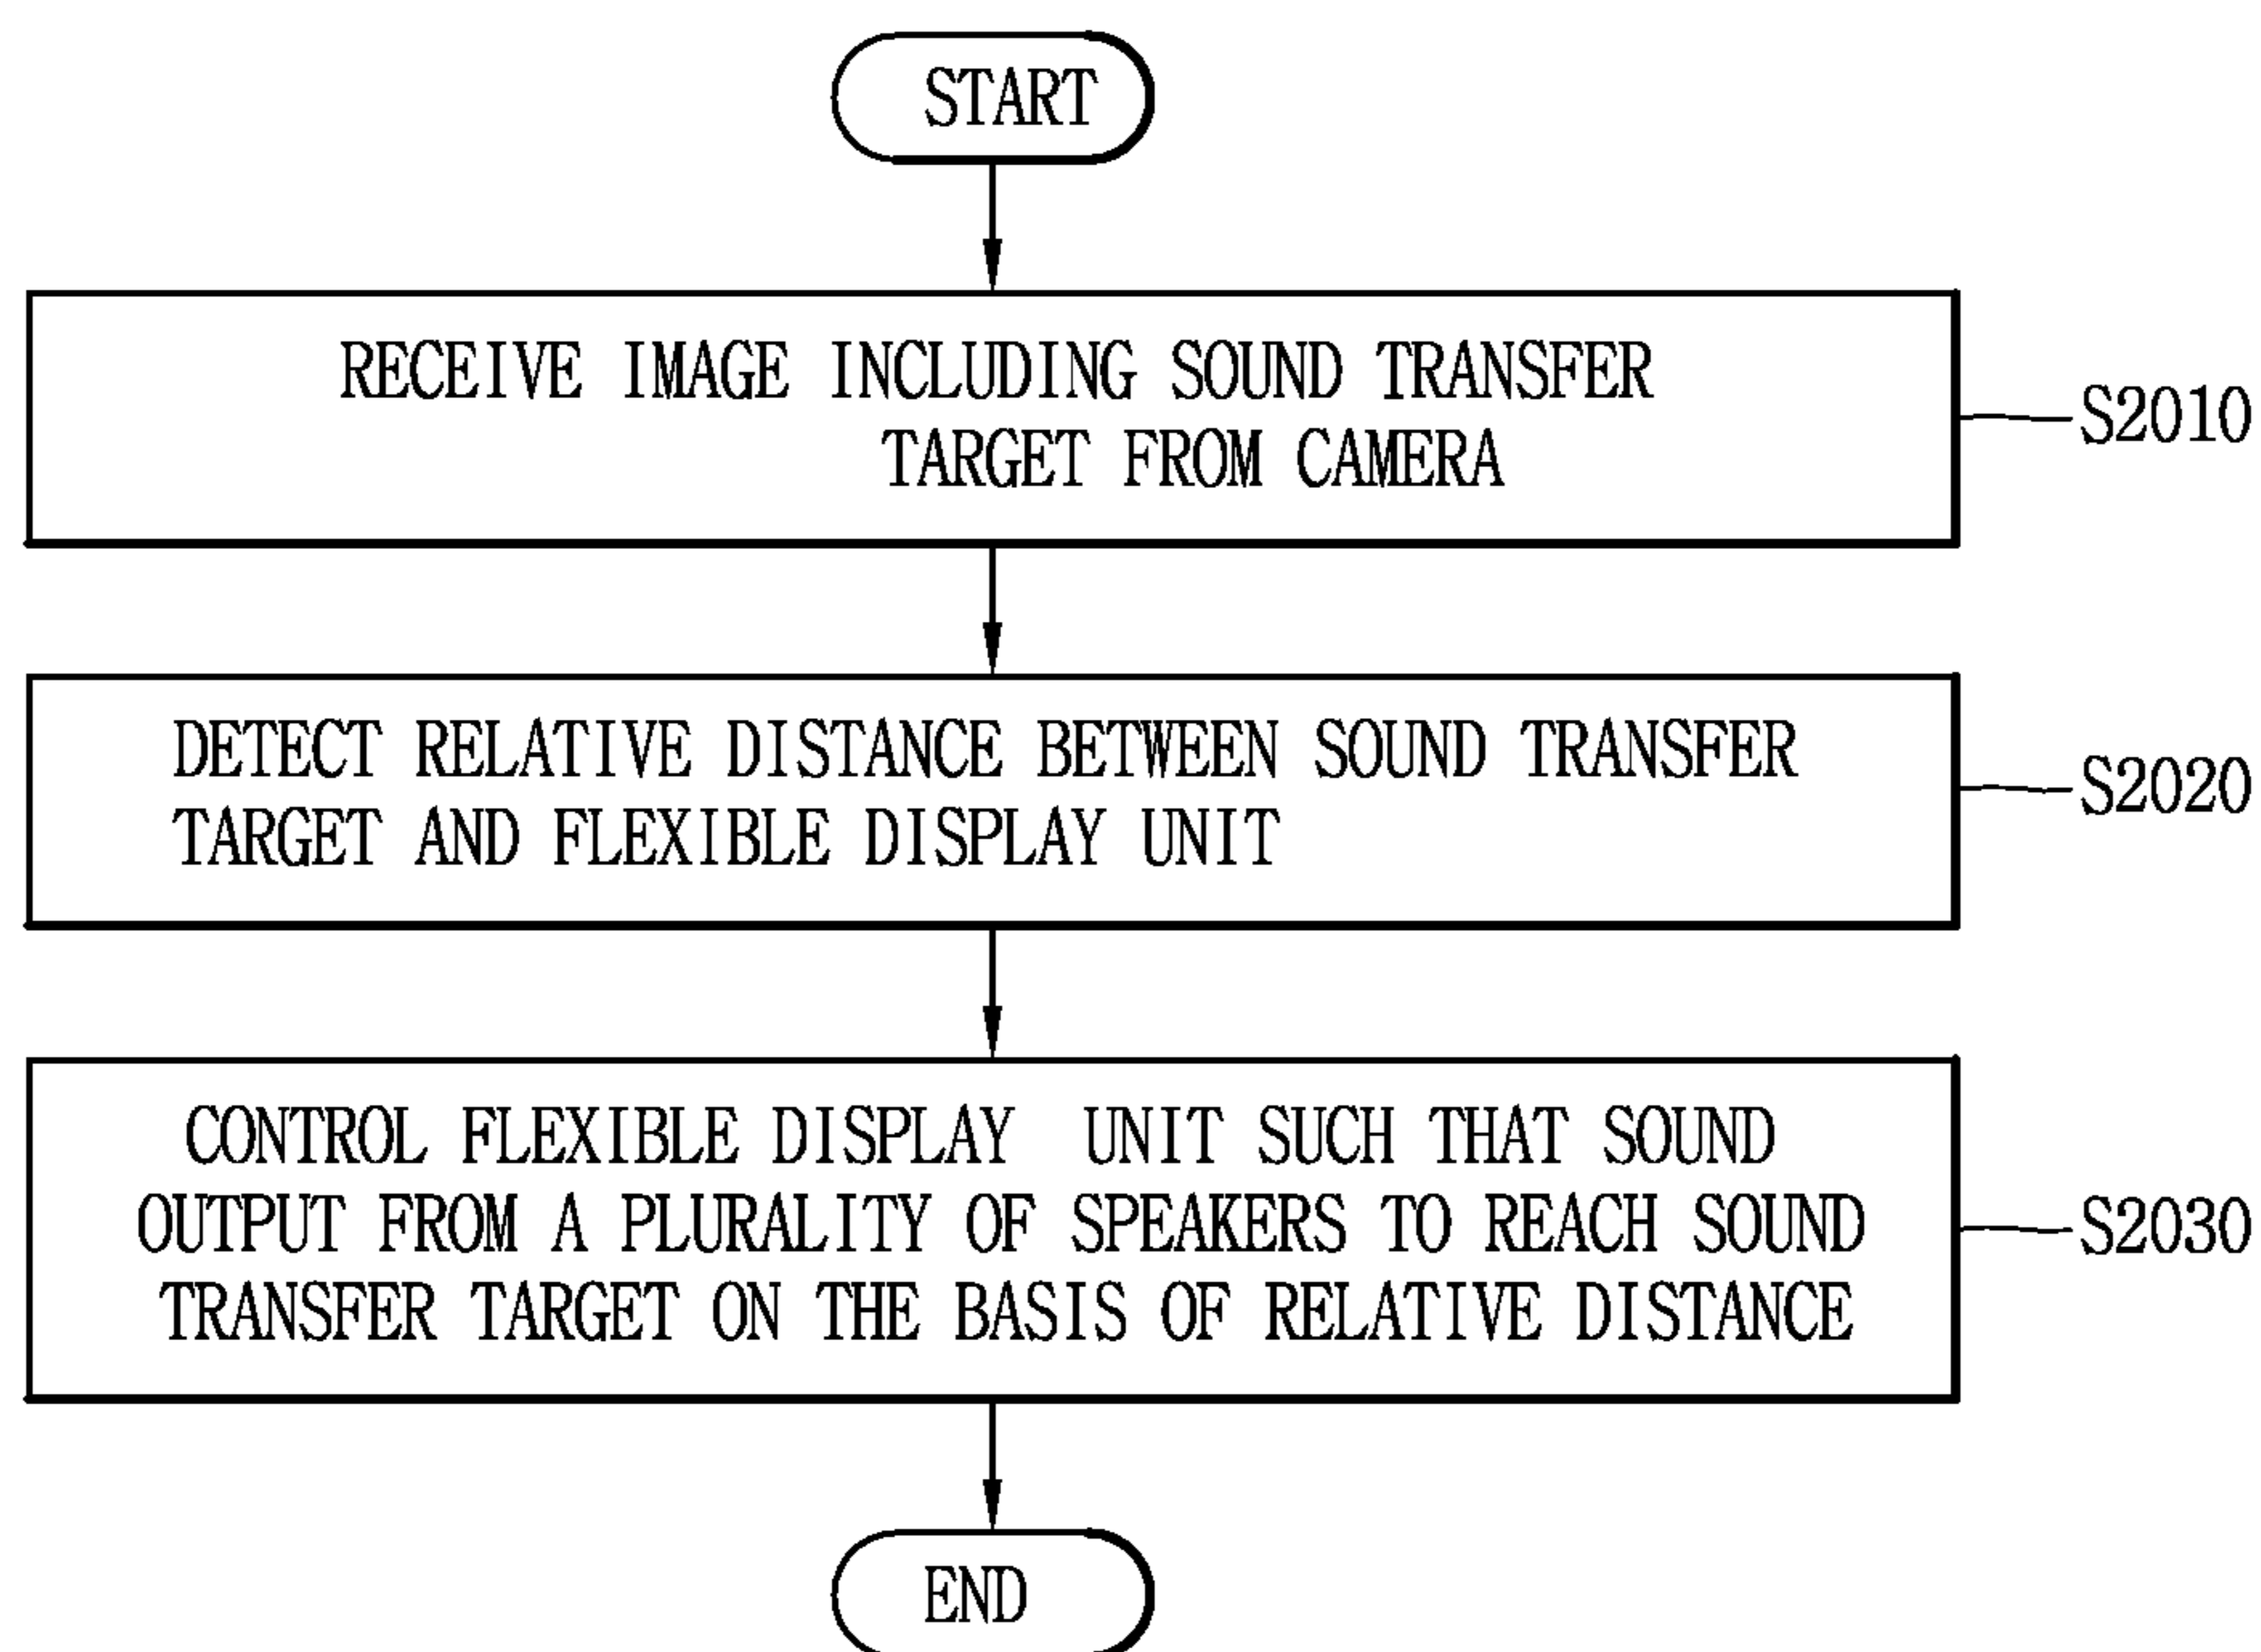 START
RECEIVE IMAGE INCLUDING SOUND TRANSFER
TARGET FROM CAMERA
S2010
DETECT RELATIVE DISTANCE BETWEEN SOUND TRANSFER
TARGET AND FLEXIBLE DISPLAY UNIT
S2020
CONTROL FLEXIBLE DISPLAY UNIT SUCH THAT SOUND
OUTPUT FROM A PLURALITY OF SPEAKERS TO REACH SOUND
TRANSFER TARGET ON THE BASIS OF RELATIVE DISTANCE
S2030
END